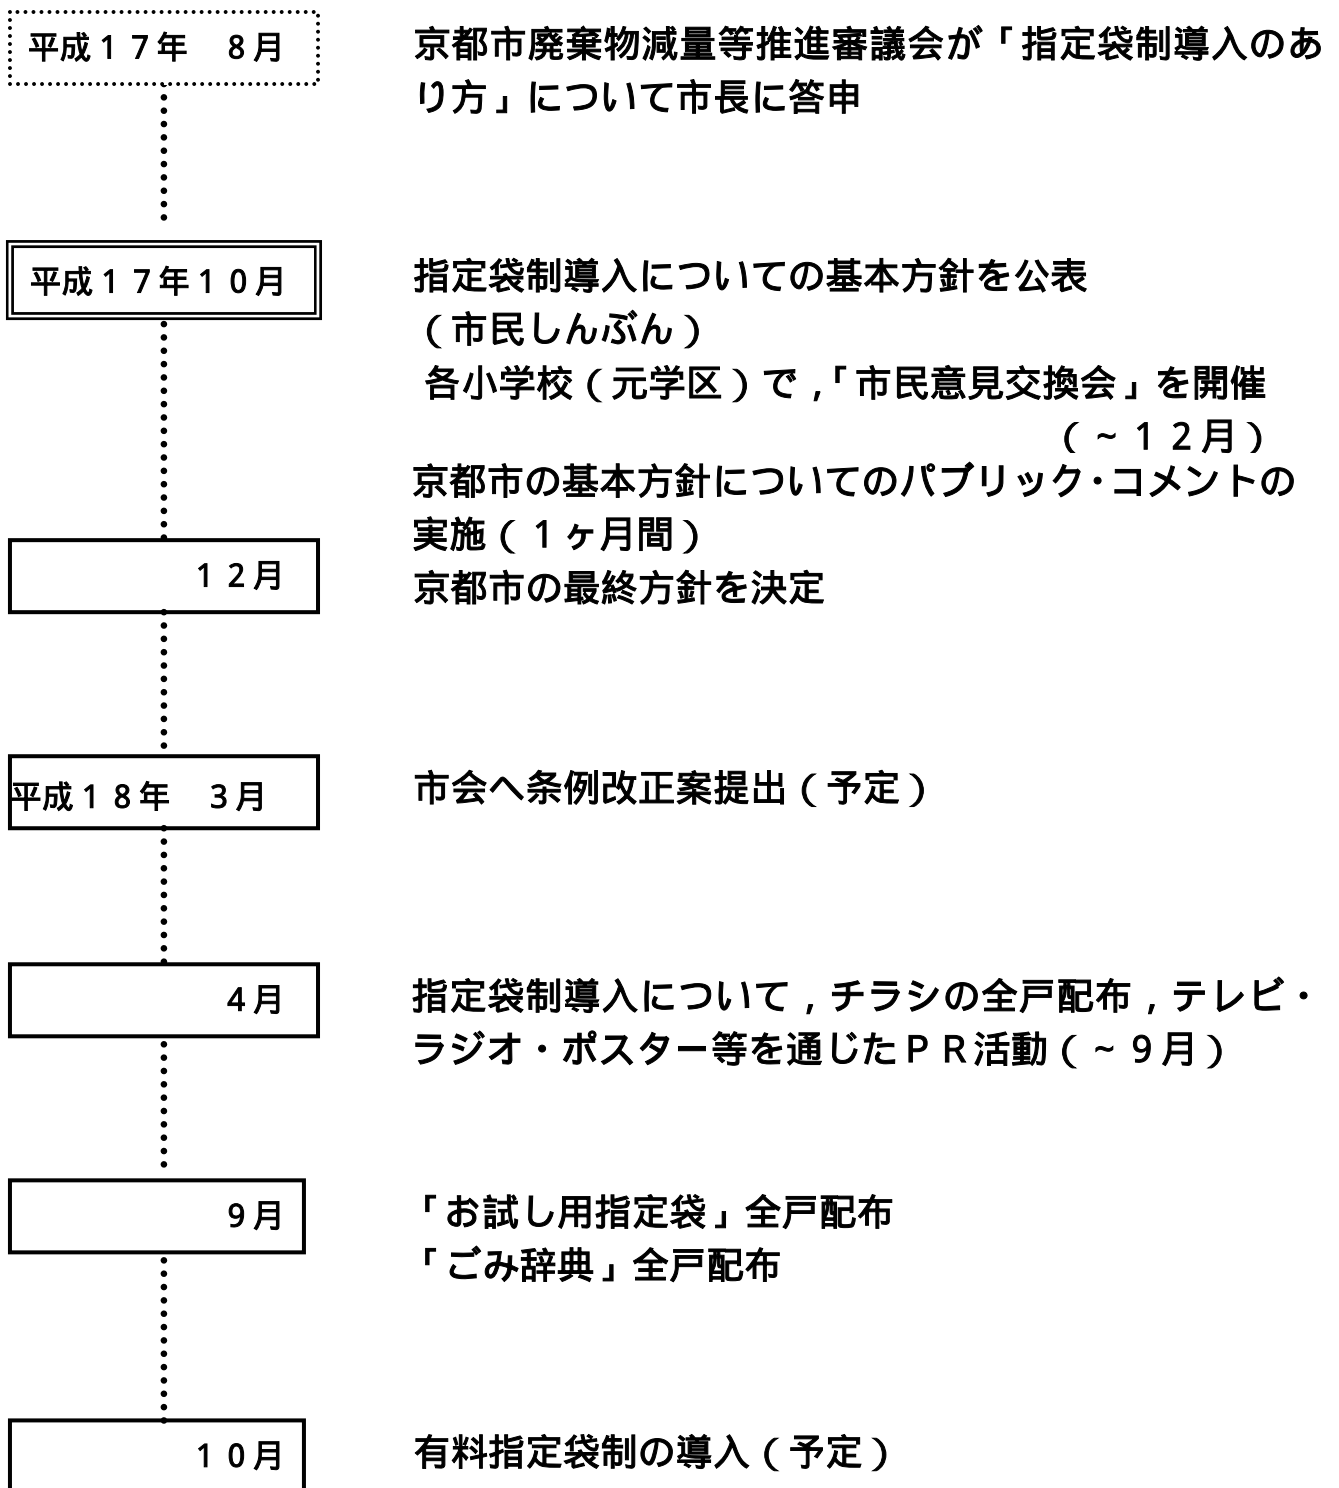 平成１７年　８月
京都市廃棄物減量等推進審議会が「指定袋制導入のあ
り方」について市長に答申
平成１７年１０月
指定袋制導入についての基本方針を公表
（市民しんぶん）
各小学校（元学区）で，「市民意見交換会」を開催
（～１２月）
京都市の基本方針についてのパブリック・コメントの
実施（１ヶ月間）
１２月
京都市の最終方針を決定
平成１８年　３月
市会へ条例改正案提出（予定）
４月
指定袋制導入について，チラシの全戸配布，テレビ・
ラジオ・ポスター等を通じたＰＲ活動（～９月）
９月
「お試し用指定袋」全戸配布
「ごみ辞典」全戸配布
１０月
有料指定袋制の導入（予定）